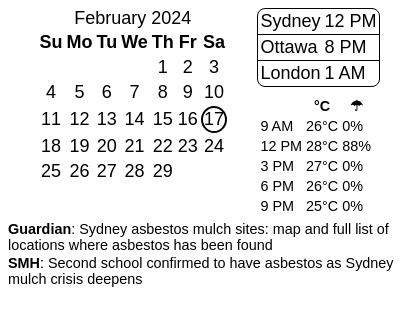 February 2024
Su Mo Tu We Th Fr Sa
1 2 3
4 5 6 7 8 9 10
11 12 13 14 15 16 17
18 19 20 21 22 23 24
25 26 27 28 29
Sydney 12 PM
Ottawa 8 PM
London 1 AM
°C ☂
9 AM 26°C 0%
12 PM 28°C 88%
3 PM 27°C 0%
6 PM 26°C 0%
9 PM 25°C 0%
Guardian: Sydney asbestos mulch sites: map and full list of
locations where asbestos has been found
SMH: Second school confirmed to have asbestos as Sydney
mulch crisis deepens